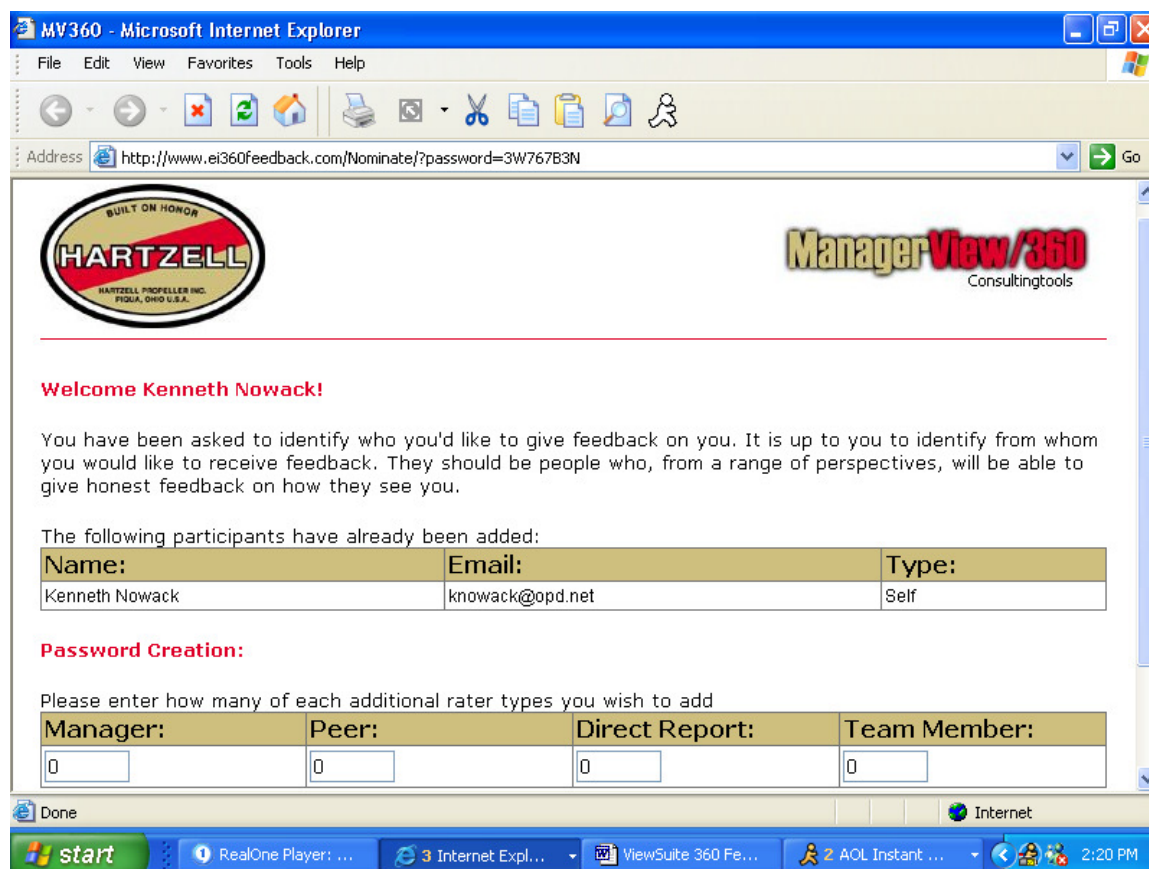 MV360 - Microsoft Internet Explorer
File Edit View Favorites Tools Help
Address http://www.ei360feedback.com/Nominate/?password=3W767B3N Go
BUILT ON HONOR
HARTZELL
HARTZELL PROPELLER INC.
PIQUA, OHIO U.S.A.
ManagerView/360
Consultingtools
Welcome Kenneth Nowack!
You have been asked to identify who you'd like to give feedback on you. It is up to you to identify from whom
you would like to receive feedback. They should be people who, from a range of perspectives, will be able to
give honest feedback on how they see you.
The following participants have already been added:
Name: Email: Type:
Kenneth Nowack knowack@opd.net Self
Password Creation:
Please enter how many of each additional rater types you wish to add
Manager: Peer: Direct Report: Team Member:
0 0 0 0
Done Internet
start RealOne Player: ... 3 Internet Expl... ViewSuite 360 Fe... 2 AOL Instant ... 2:20 PM